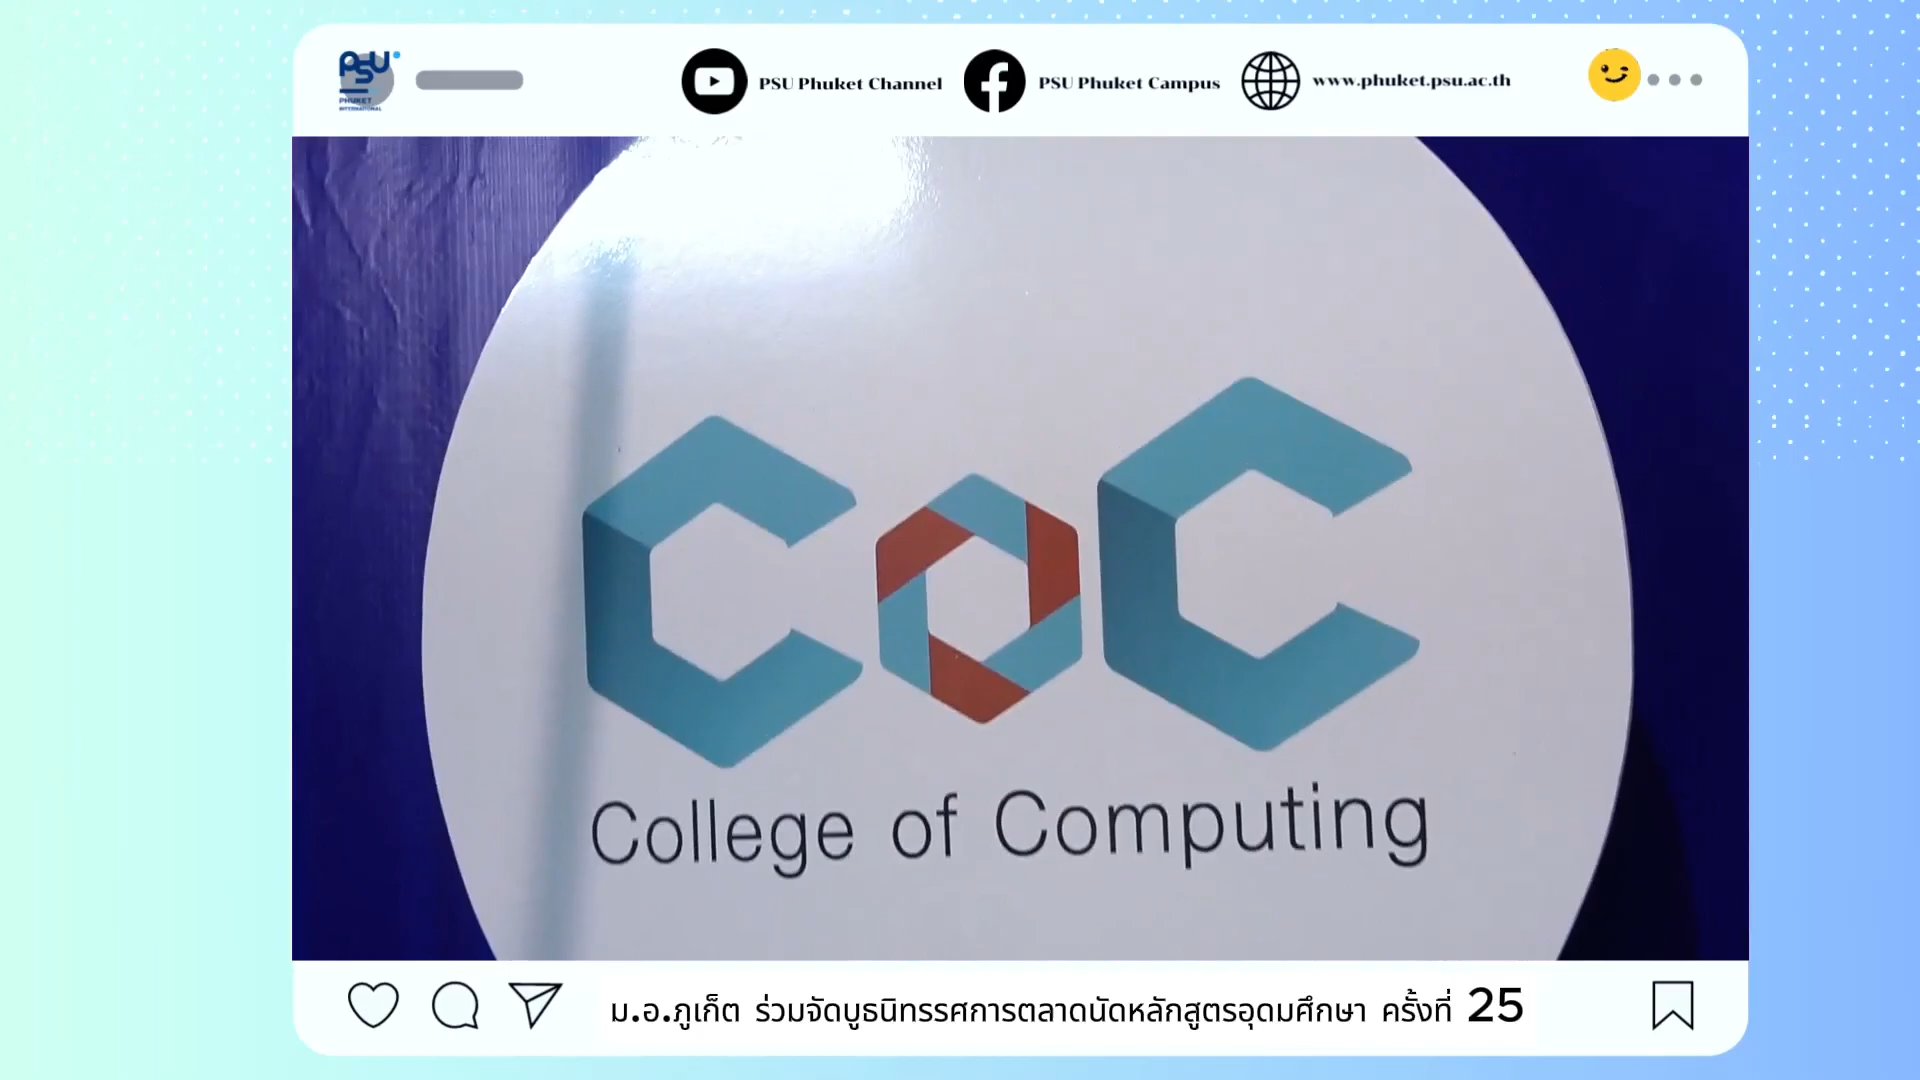 PSU
PHUKET
INTERNATIONAL
PSU Phuket Channel
PSU Phuket Campus
www.phuket.psu.ac.th
CoC
College of Computing
ม.อ.ภูเก็ต ร่วมจัดบูธนิทรรศการตลาดนัดหลักสูตรอุดมศึกษา ครั้งที่ 25